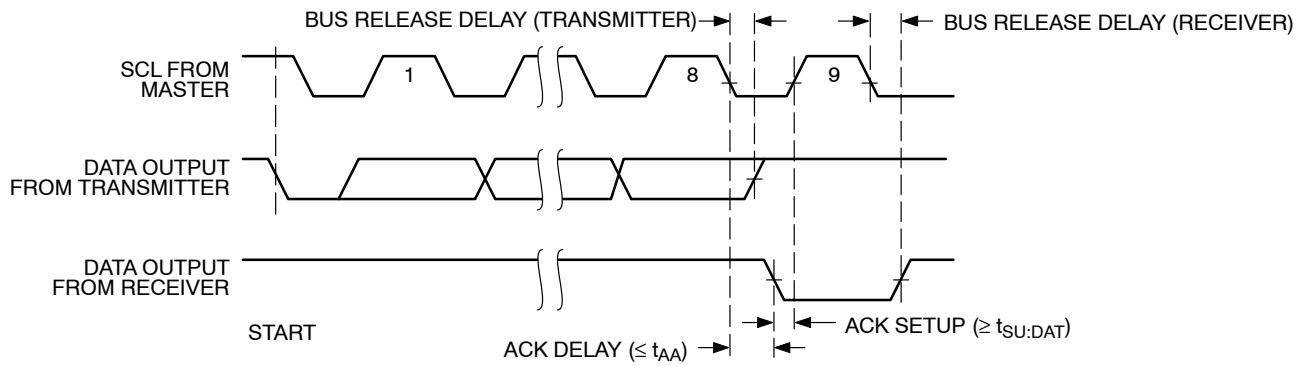 BUS RELEASE DELAY (TRANSMITTER)
BUS RELEASE DELAY (RECEIVER)
SCL FROM
MASTER
1
8
9
DATA OUTPUT
FROM TRANSMITTER
DATA OUTPUT
FROM RECEIVER
START
ACK SETUP (≥ tSU:DAT)
ACK DELAY (≤ tAA)